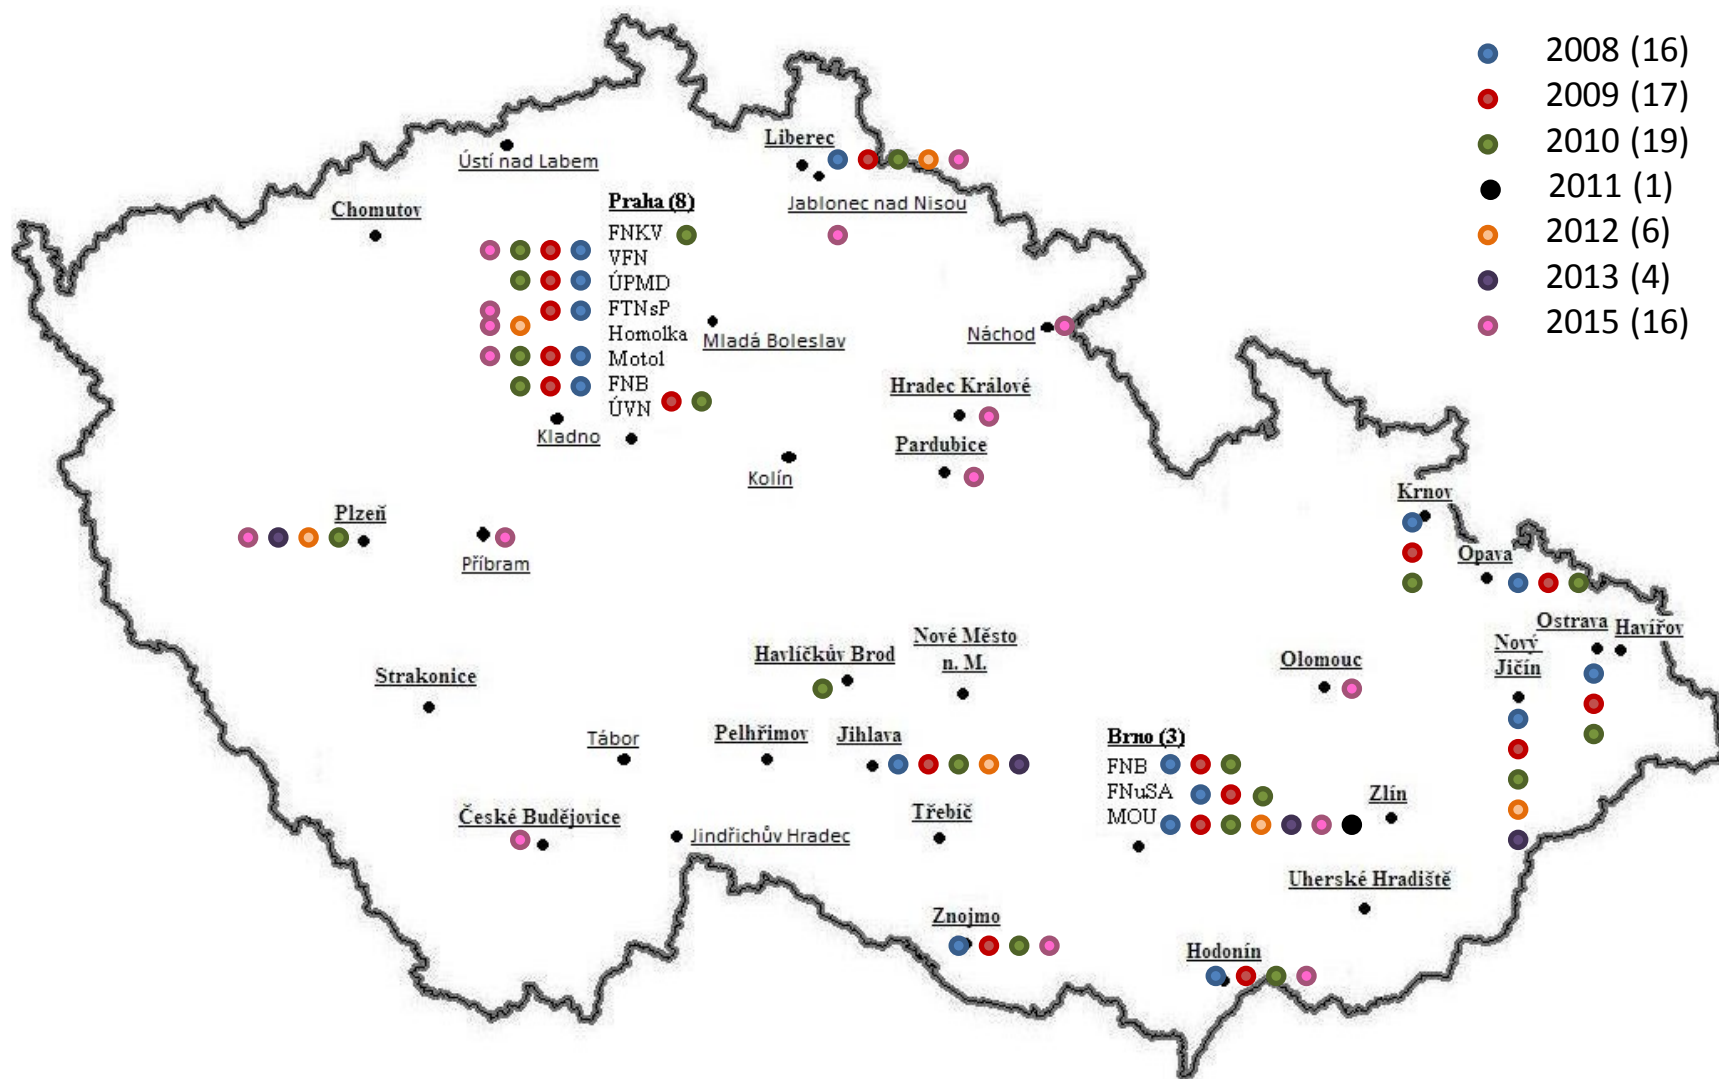 2008 (16)
2009 (17)
2010 (19)
2011 (1)
2012 (6)
2013 (4)
2015 (16)
Liberec
Ústí nad Labem
Jablonec nad Nisou
Chomutov
Praha (8)
FNKV
VFN
ÚPMD
FTNsP
Homolka
Motol
FNB
ÚVN
Mladá Boleslav
Náchod
Hradec Králové
Kladno
Pardubice
Kolín
Krnov
Plzeň
Příbram
Opava
Ostrava
Havířov
Nový
Jičín
Nové Město
n. M.
Havlíčkův Brod
Olomouc
Strakonice
Tábor
Pelhřimov
Jihlava
Brno (3)
FNB
FNuSA
MOU
Zlín
České Budějovice
Jindřichův Hradec
Třebíč
Uherské Hradiště
Znojmo
Hodonín